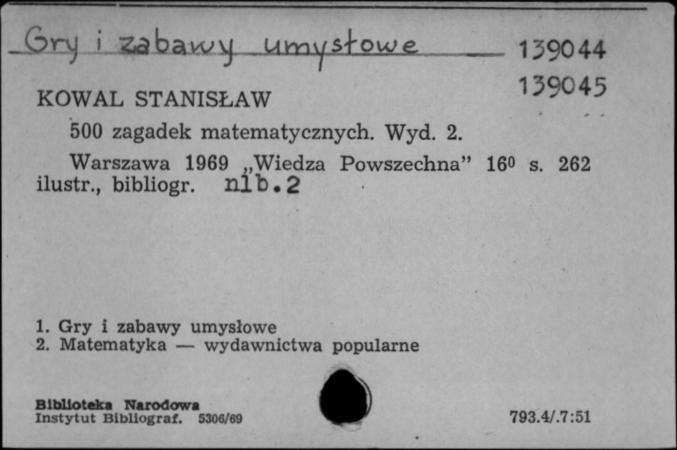 Gry i zabawy umysłowe 139044
139045
KOWAL STANISŁAW
500 zagadek matematycznych. Wyd. 2.
Warszawa 1969 „Wiedza Powszechna” 16⁰ s. 262
ilustr., bibliogr. nlb.2
1. Gry i zabawy umysłowe
2. Matematyka — wydawnictwa popularne
Biblioteka Narodowa
Instytut Bibliograf. 5306/69 793.4/.7:51